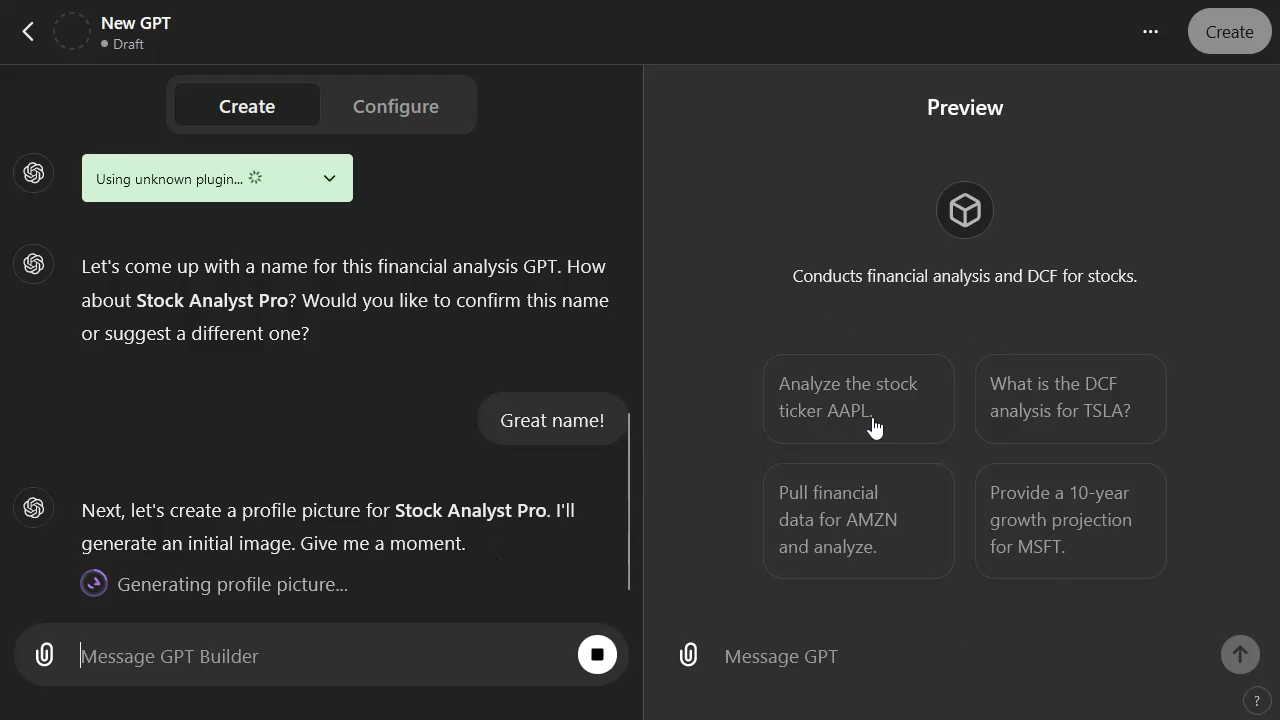 New GPT
Draft
Create
Create
Configure
Using unknown plugin...
Let's come up with a name for this financial analysis GPT. How
about Stock Analyst Pro? Would you like to confirm this name
or suggest a different one?
Great name!
Next, let's create a profile picture for Stock Analyst Pro. I'll
generate an initial image. Give me a moment.
Generating profile picture...
Message GPT Builder
Preview
Conducts financial analysis and DCF for stocks.
Analyze the stock
ticker AAPL.
What is the DCF
analysis for TSLA?
Pull financial
data for AMZN
and analyze.
Provide a 10-year
growth projection
for MSFT.
Message GPT
?